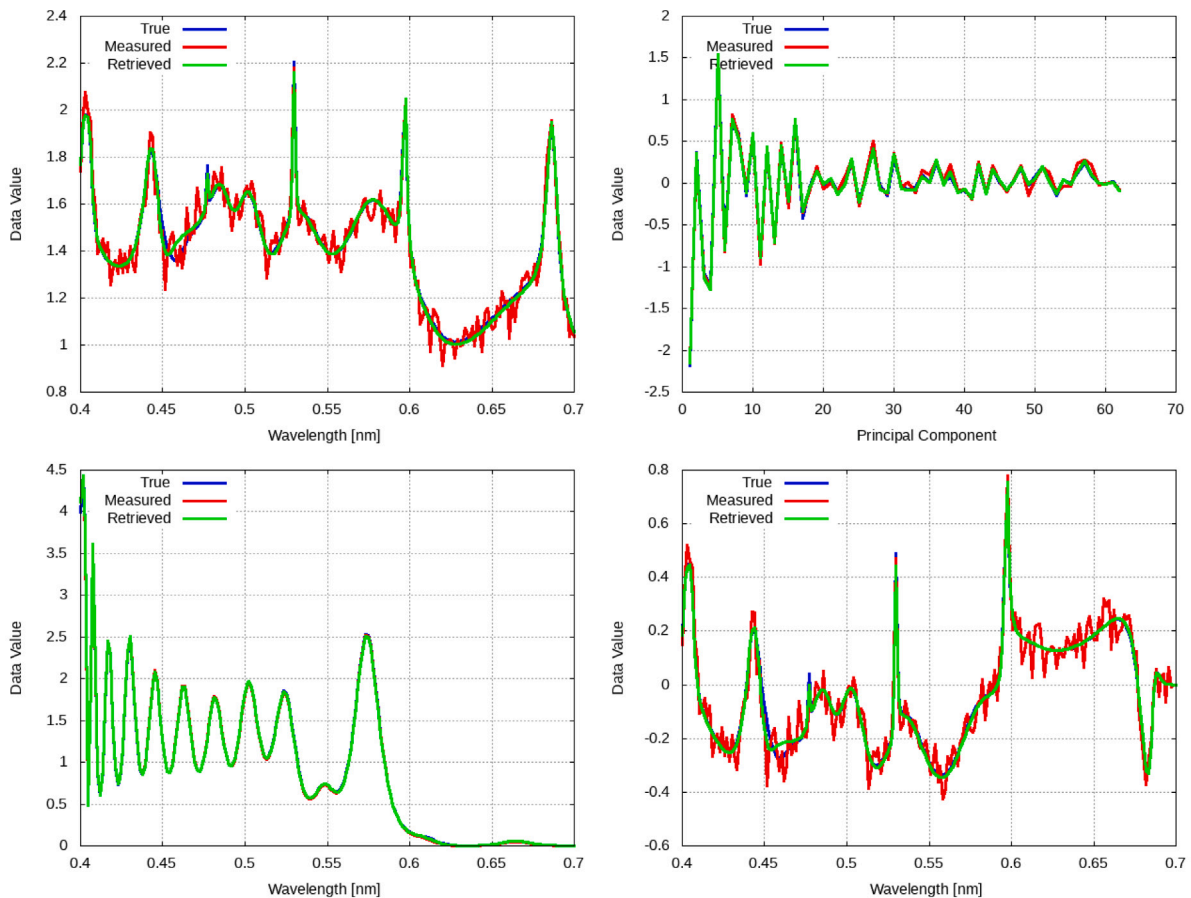 2.4
2.2
2
1.8
1.6
1.4
1.2
1
0.8
0.4 0.45 0.5 0.55 0.6 0.65 0.7
Data Value
Wavelength [nm]
True
Measured
Retrieved
2
1.5
1
0.5
0
-0.5
-1
-1.5
-2
-2.5
0 10 20 30 40 50 60 70
Data Value
Principal Component
True
Measured
Retrieved
4.5
4
3.5
3
2.5
2
1.5
1
0.5
0
0.4 0.45 0.5 0.55 0.6 0.65 0.7
Data Value
Wavelength [nm]
True
Measured
Retrieved
0.8
0.6
0.4
0.2
0
-0.2
-0.4
-0.6
0.4 0.45 0.5 0.55 0.6 0.65 0.7
Data Value
Wavelength [nm]
True
Measured
Retrieved